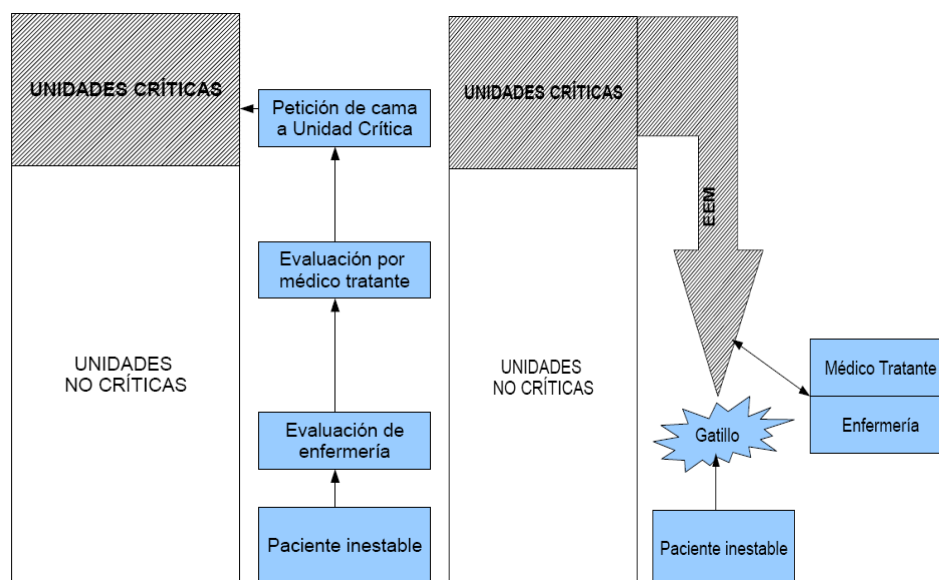 UNIDADES CRÍTICAS
Petición de cama
a Unidad Crítica
Evaluación por
médico tratante
UNIDADES
NO CRÍTICAS
Evaluación de
enfermería
Paciente inestable
UNIDADES CRÍTICAS
EEM
UNIDADES
NO CRÍTICAS
Médico Tratante
Enfermería
Gatillo
Paciente inestable